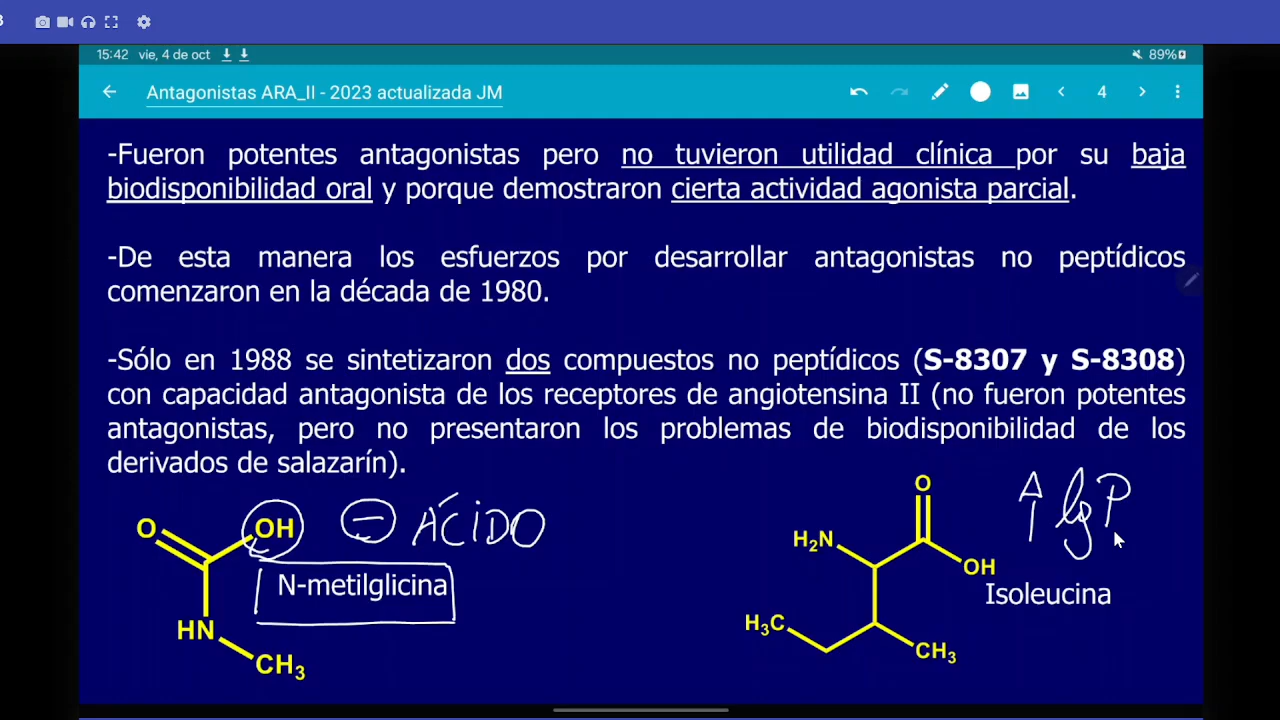 3
15:42 vie, 4 de oct 89%
Antagonistas ARA_II - 2023 actualizada JM 4
-Fueron potentes antagonistas pero no tuvieron utilidad clínica por su baja
biodisponibilidad oral y porque demostraron cierta actividad agonista parcial.
-De esta manera los esfuerzos por desarrollar antagonistas no peptídicos
comenzaron en la década de 1980.
-Sólo en 1988 se sintetizaron dos compuestos no peptídicos (S-8307 y S-8308)
con capacidad antagonista de los receptores de angiotensina II (no fueron potentes
antagonistas, pero no presentaron los problemas de biodisponibilidad de los
derivados de salazarín).
O OH − ÁCIDO
N-metilglicina
HN
CH3
O ↑ lg P
H2N
OH
Isoleucina
H3C
CH3